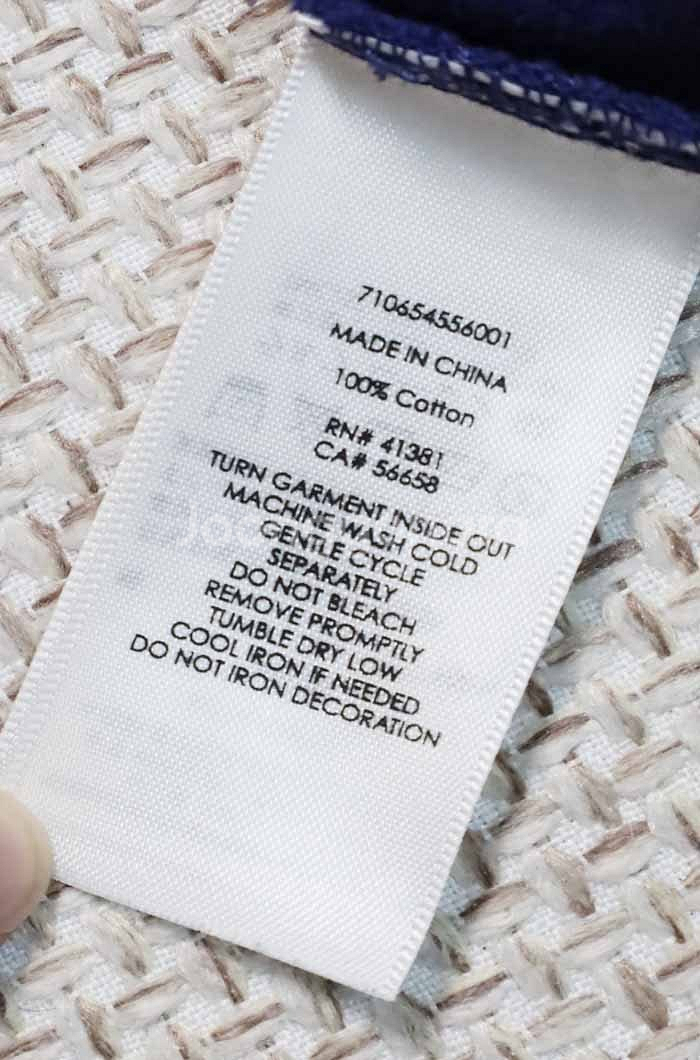 710654556001
MADE IN CHINA
100% Cotton
RN# 41381
CA# 56658
TURN GARMENT INSIDE OUT
MACHINE WASH COLD
GENTLE CYCLE
SEPARATELY
DO NOT BLEACH
REMOVE PROMPTLY
TUMBLE DRY LOW
COOL IRON IF NEEDED
DO NOT IRON DECORATION